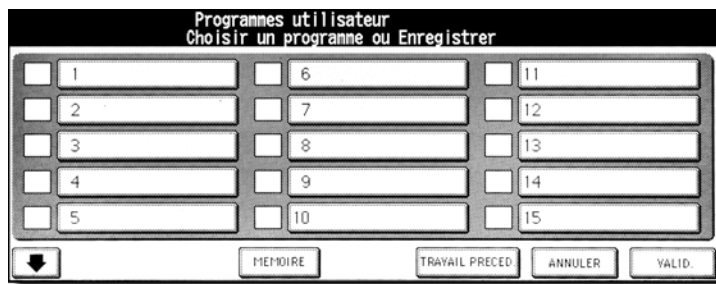 Programmes utilisateur
Choisir un programme ou Enregistrer
1 6 11
2 7 12
3 8 13
4 9 14
5 10 15
MEMOIRE TRAVAIL PRECED. ANNULER VALID.